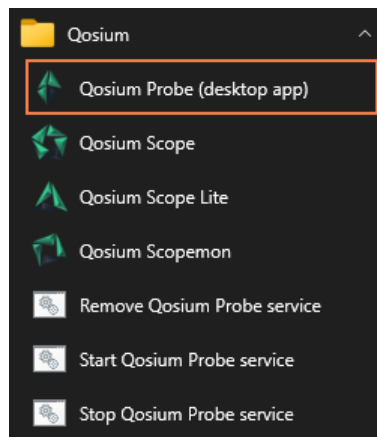 Qosium
Qosium Probe (desktop app)
Qosium Scope
Qosium Scope Lite
Qosium Scopemon
Remove Qosium Probe service
Start Qosium Probe service
Stop Qosium Probe service